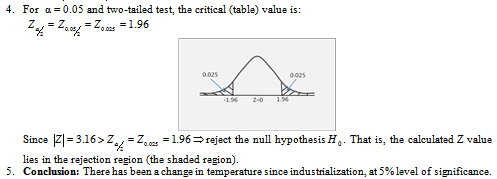 4. For α = 0.05 and two-tailed test, the critical (table) value is:
Z_{α/2} = Z_{0.05/2} = Z_{0.025} = 1.96
0.025 0.025
-1.96 Z=0 1.96
Since |Z| = 3.16 > Z_{α/2} = Z_{0.025} = 1.96 ⇒ reject the null hypothesis H_0. That is, the calculated Z value
lies in the rejection region (the shaded region).
5. Conclusion: There has been a change in temperature since industrialization, at 5% level of significance.